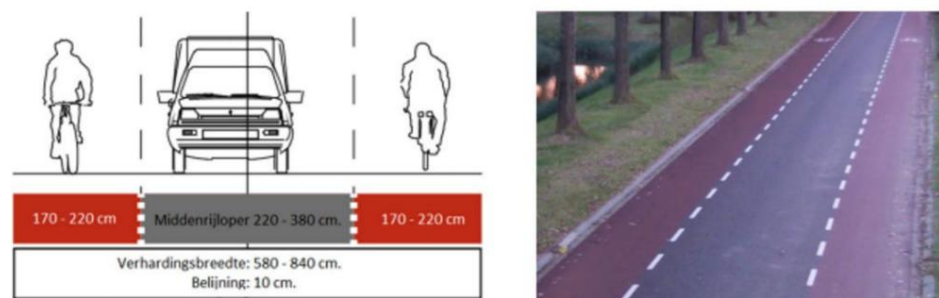 170 - 220 cm
Middenrijloper 220 - 380 cm.
170 - 220 cm
Verhardingsbreedte: 580 - 840 cm.
Belijning: 10 cm.